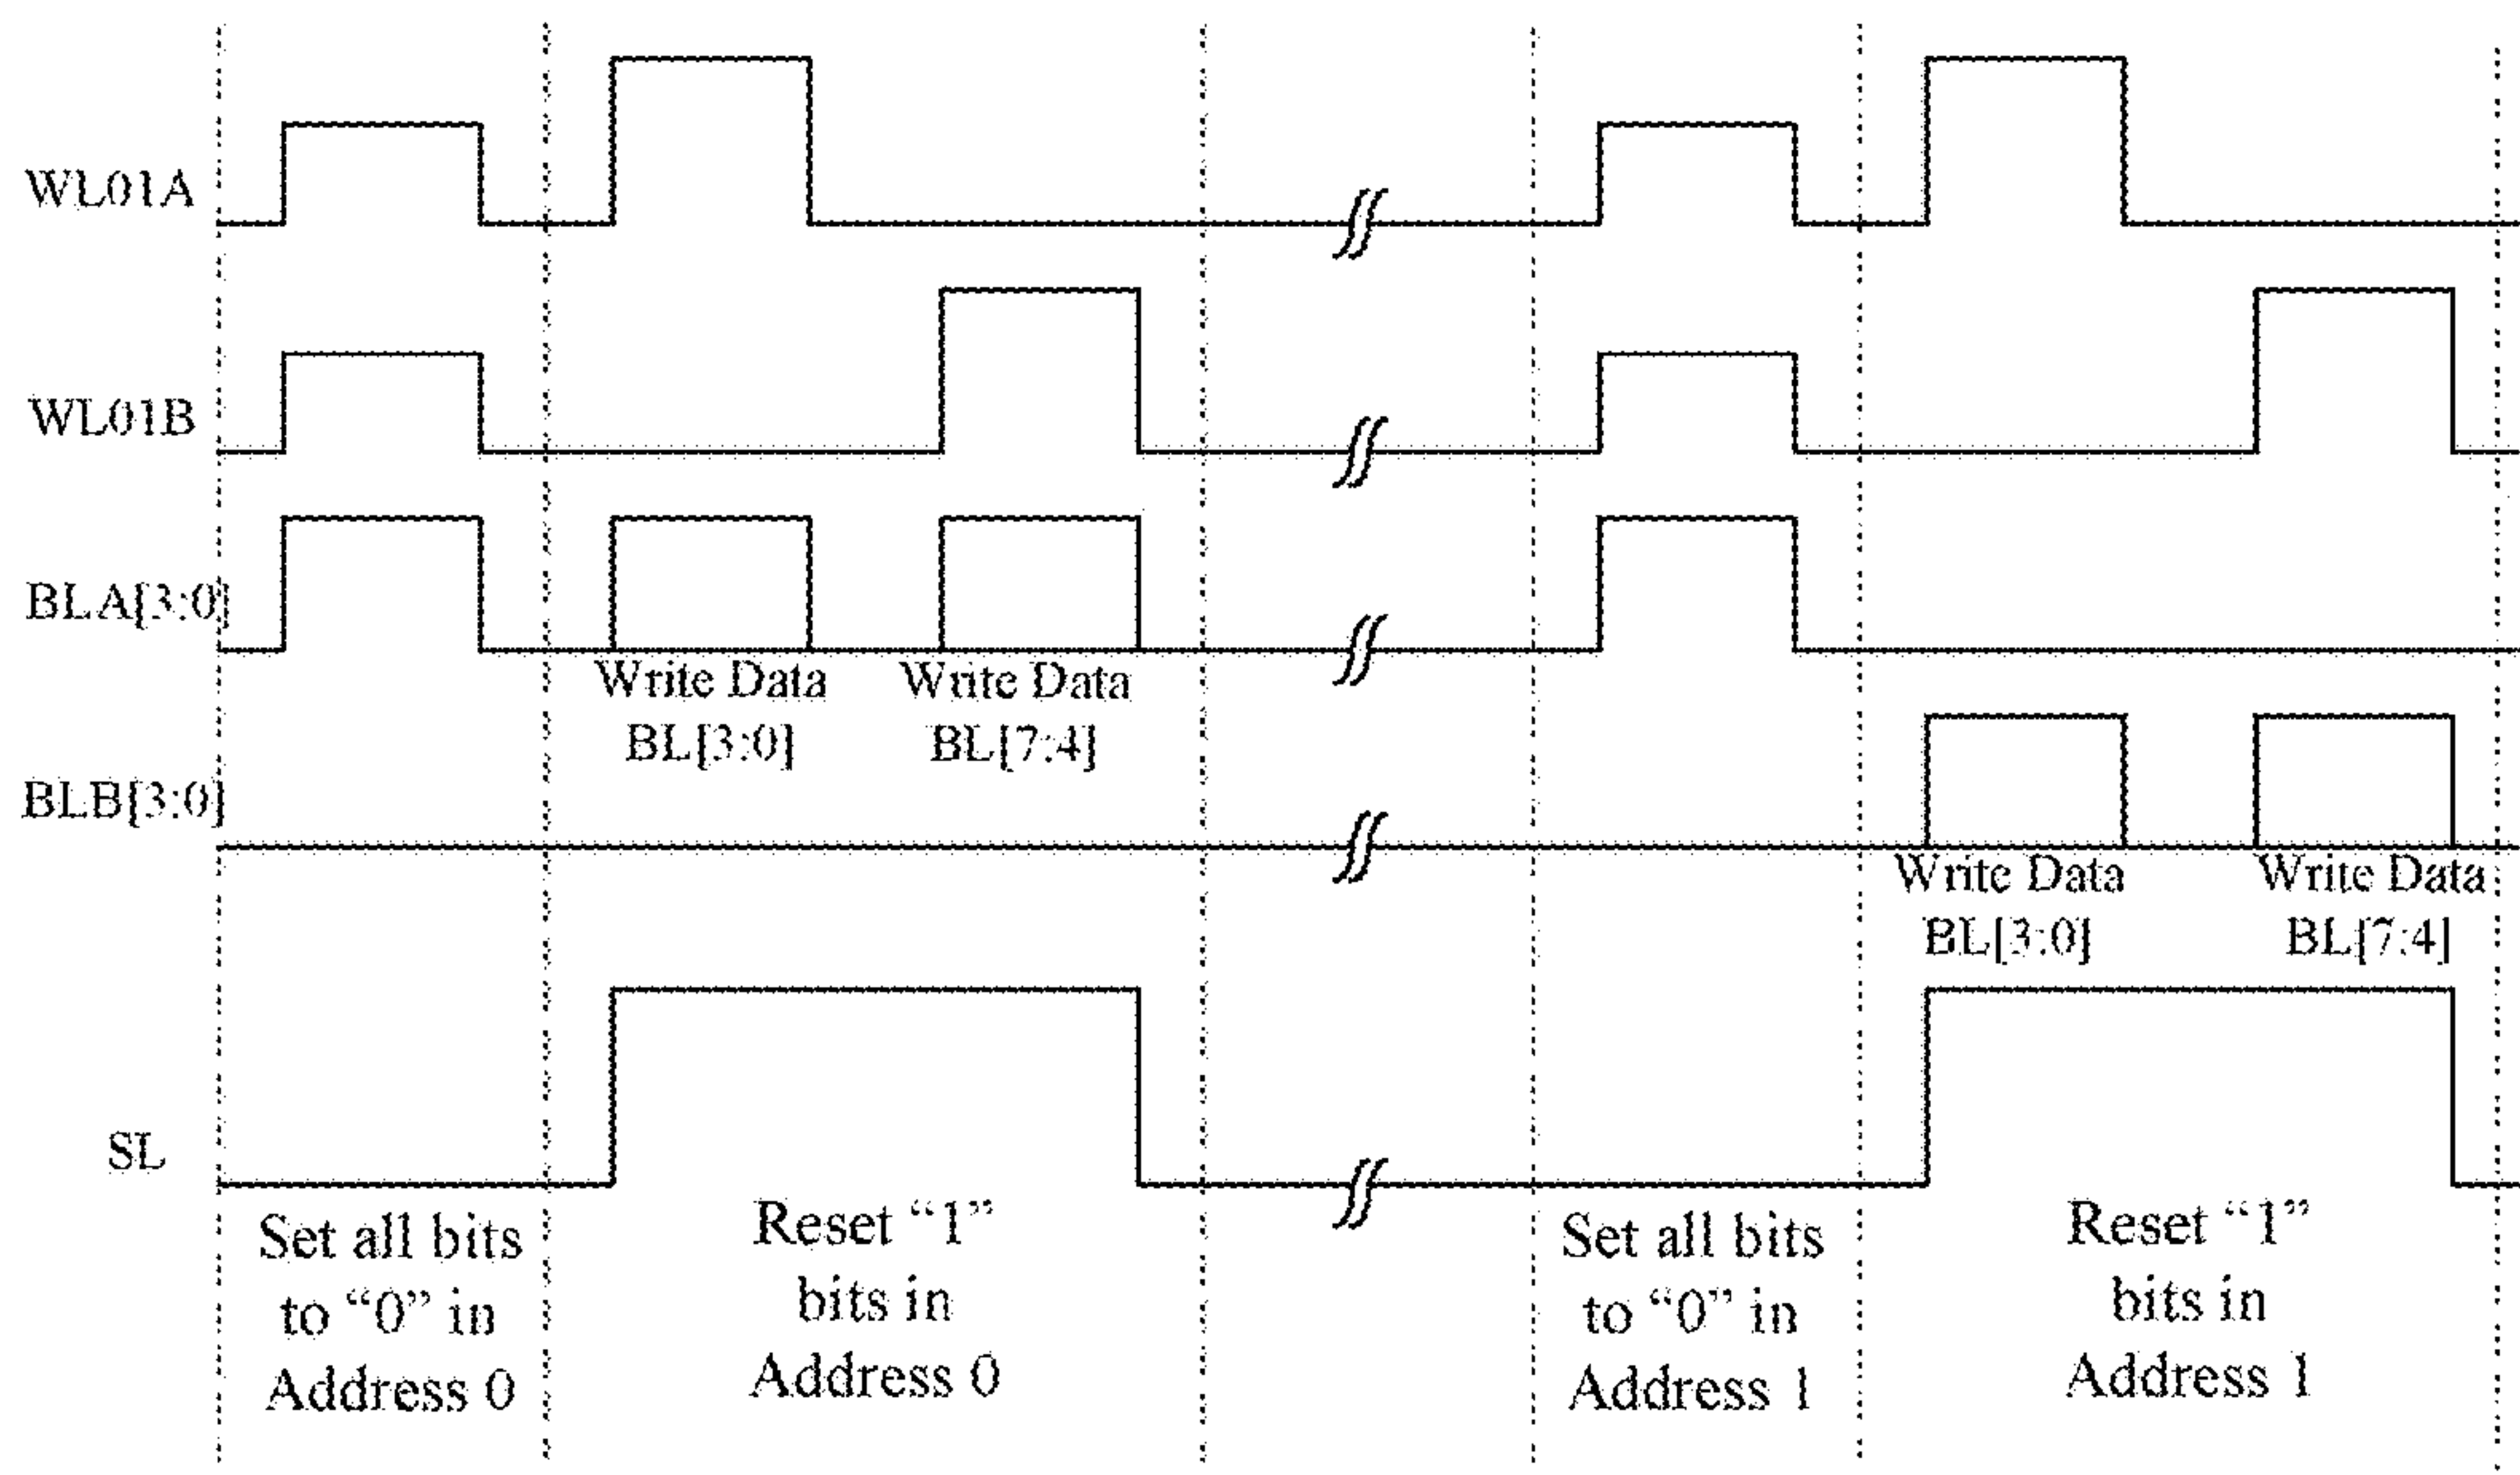 WL01A
WL01B
BLA[3:0]
Write Data
BL[3:0]
Write Data
BL[7:4]
BLB[3:0]
Write Data
BL[3:0]
Write Data
BL[7:4]
SL
Set all bits
to “0” in
Address 0
Reset “1”
bits in
Address 0
Set all bits
to “0” in
Address 1
Reset “1”
bits in
Address 1